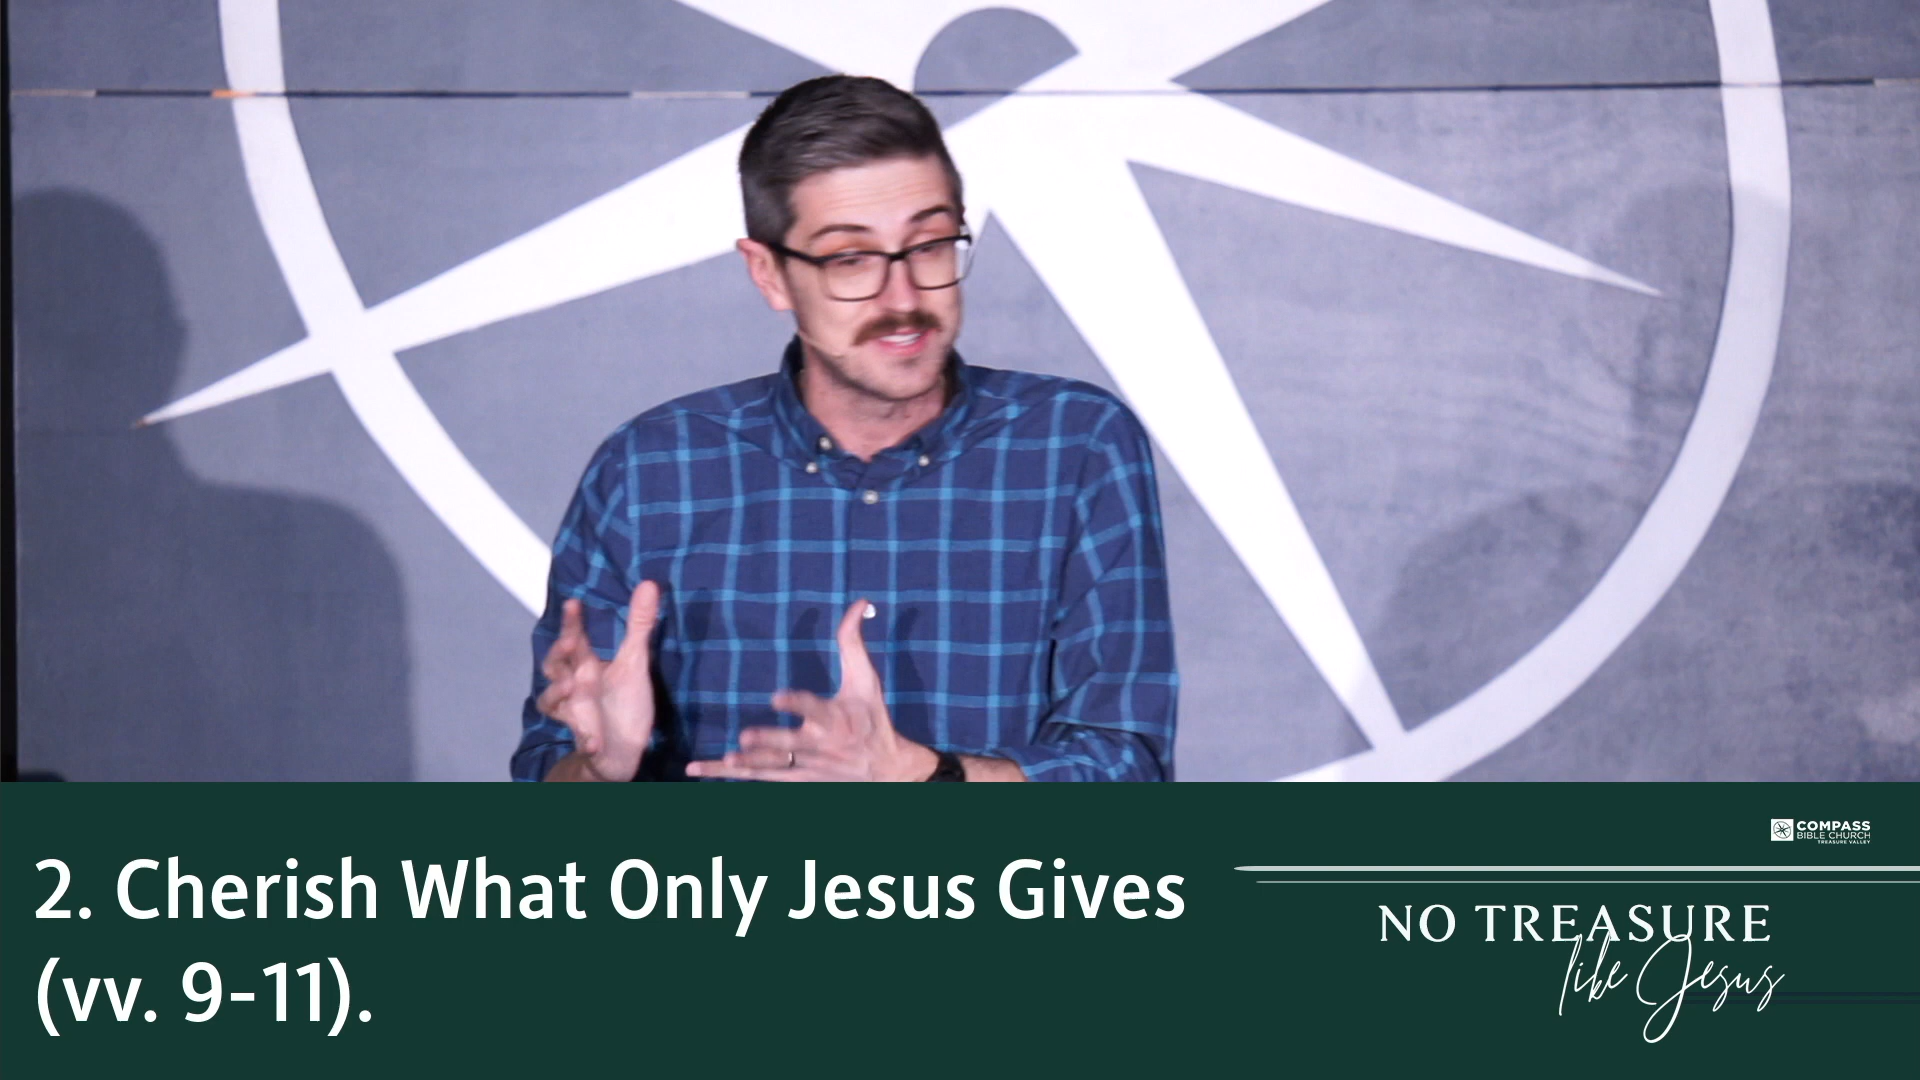 2. Cherish What Only Jesus Gives
(vv. 9-11).
COMPASS
BIBLE CHURCH
TREASURE VALLEY
NO TREASURE
like Jesus